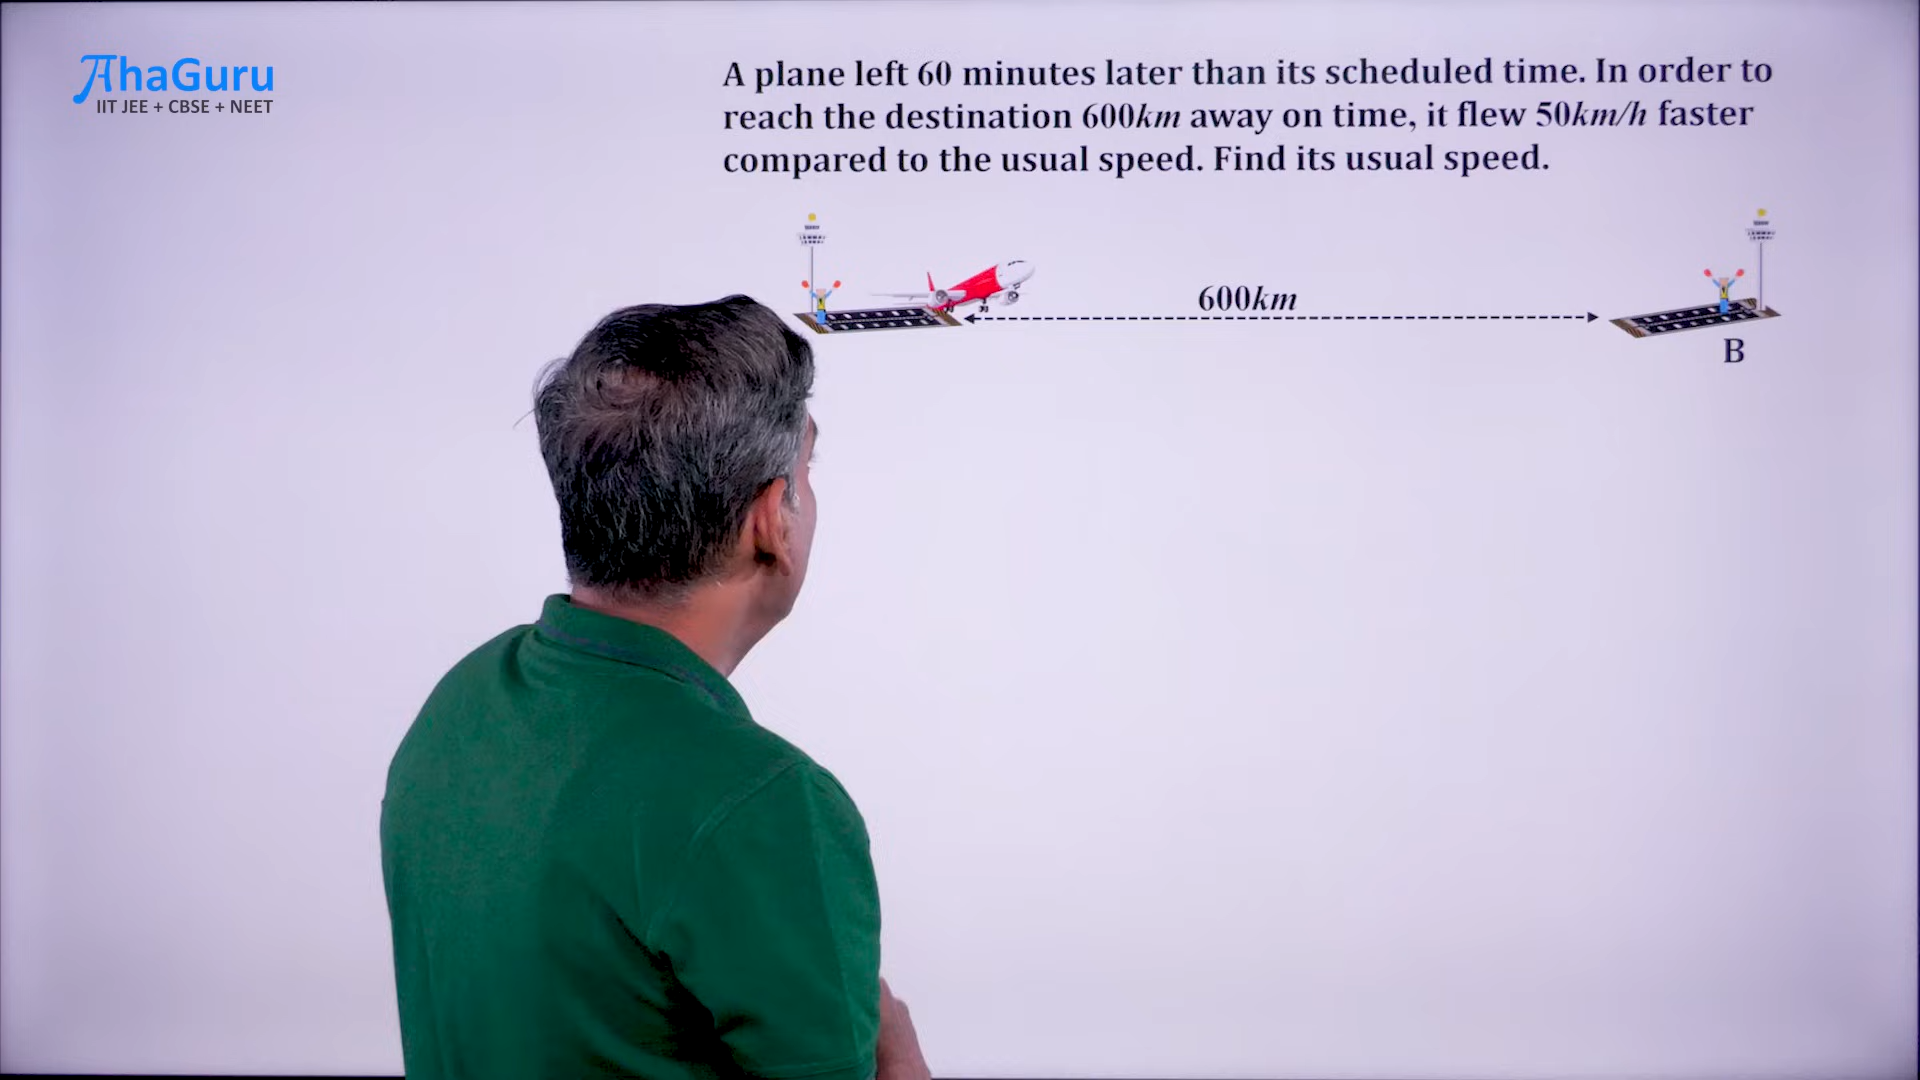 AhaGuru
IIT JEE + CBSE + NEET
A plane left 60 minutes later than its scheduled time. In order to
reach the destination 600km away on time, it flew 50km/h faster
compared to the usual speed. Find its usual speed.
600km
B